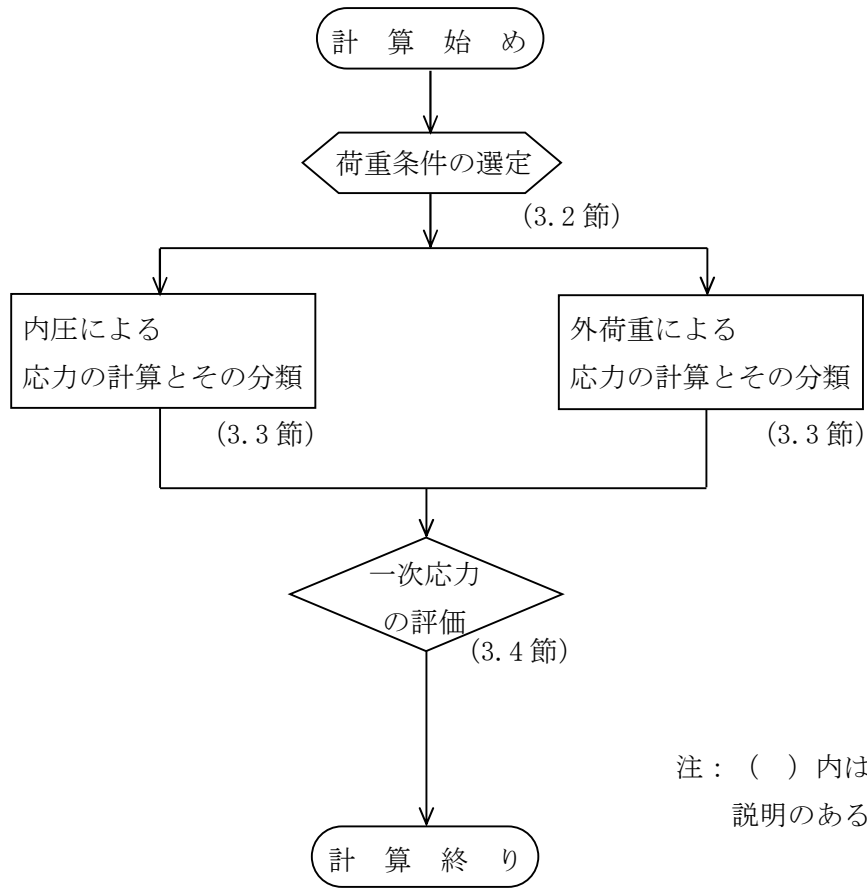 計 算 始 め
荷重条件の選定
(3.2 節)
内圧による
応力の計算とその分類
(3.3 節)
外荷重による
応力の計算とその分類
(3.3 節)
一次応力
の評価
(3.4 節)
注：（ ）内は
説明のある
計 算 終 り